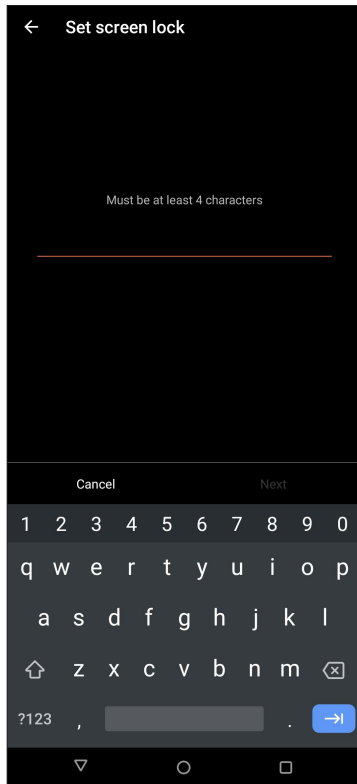 Set screen lock
Must be at least 4 characters
Cancel Next
1 2 3 4 5 6 7 8 9 0
q w e r t y u i o p
a s d f g h j k l
z x c v b n m
?123 , .